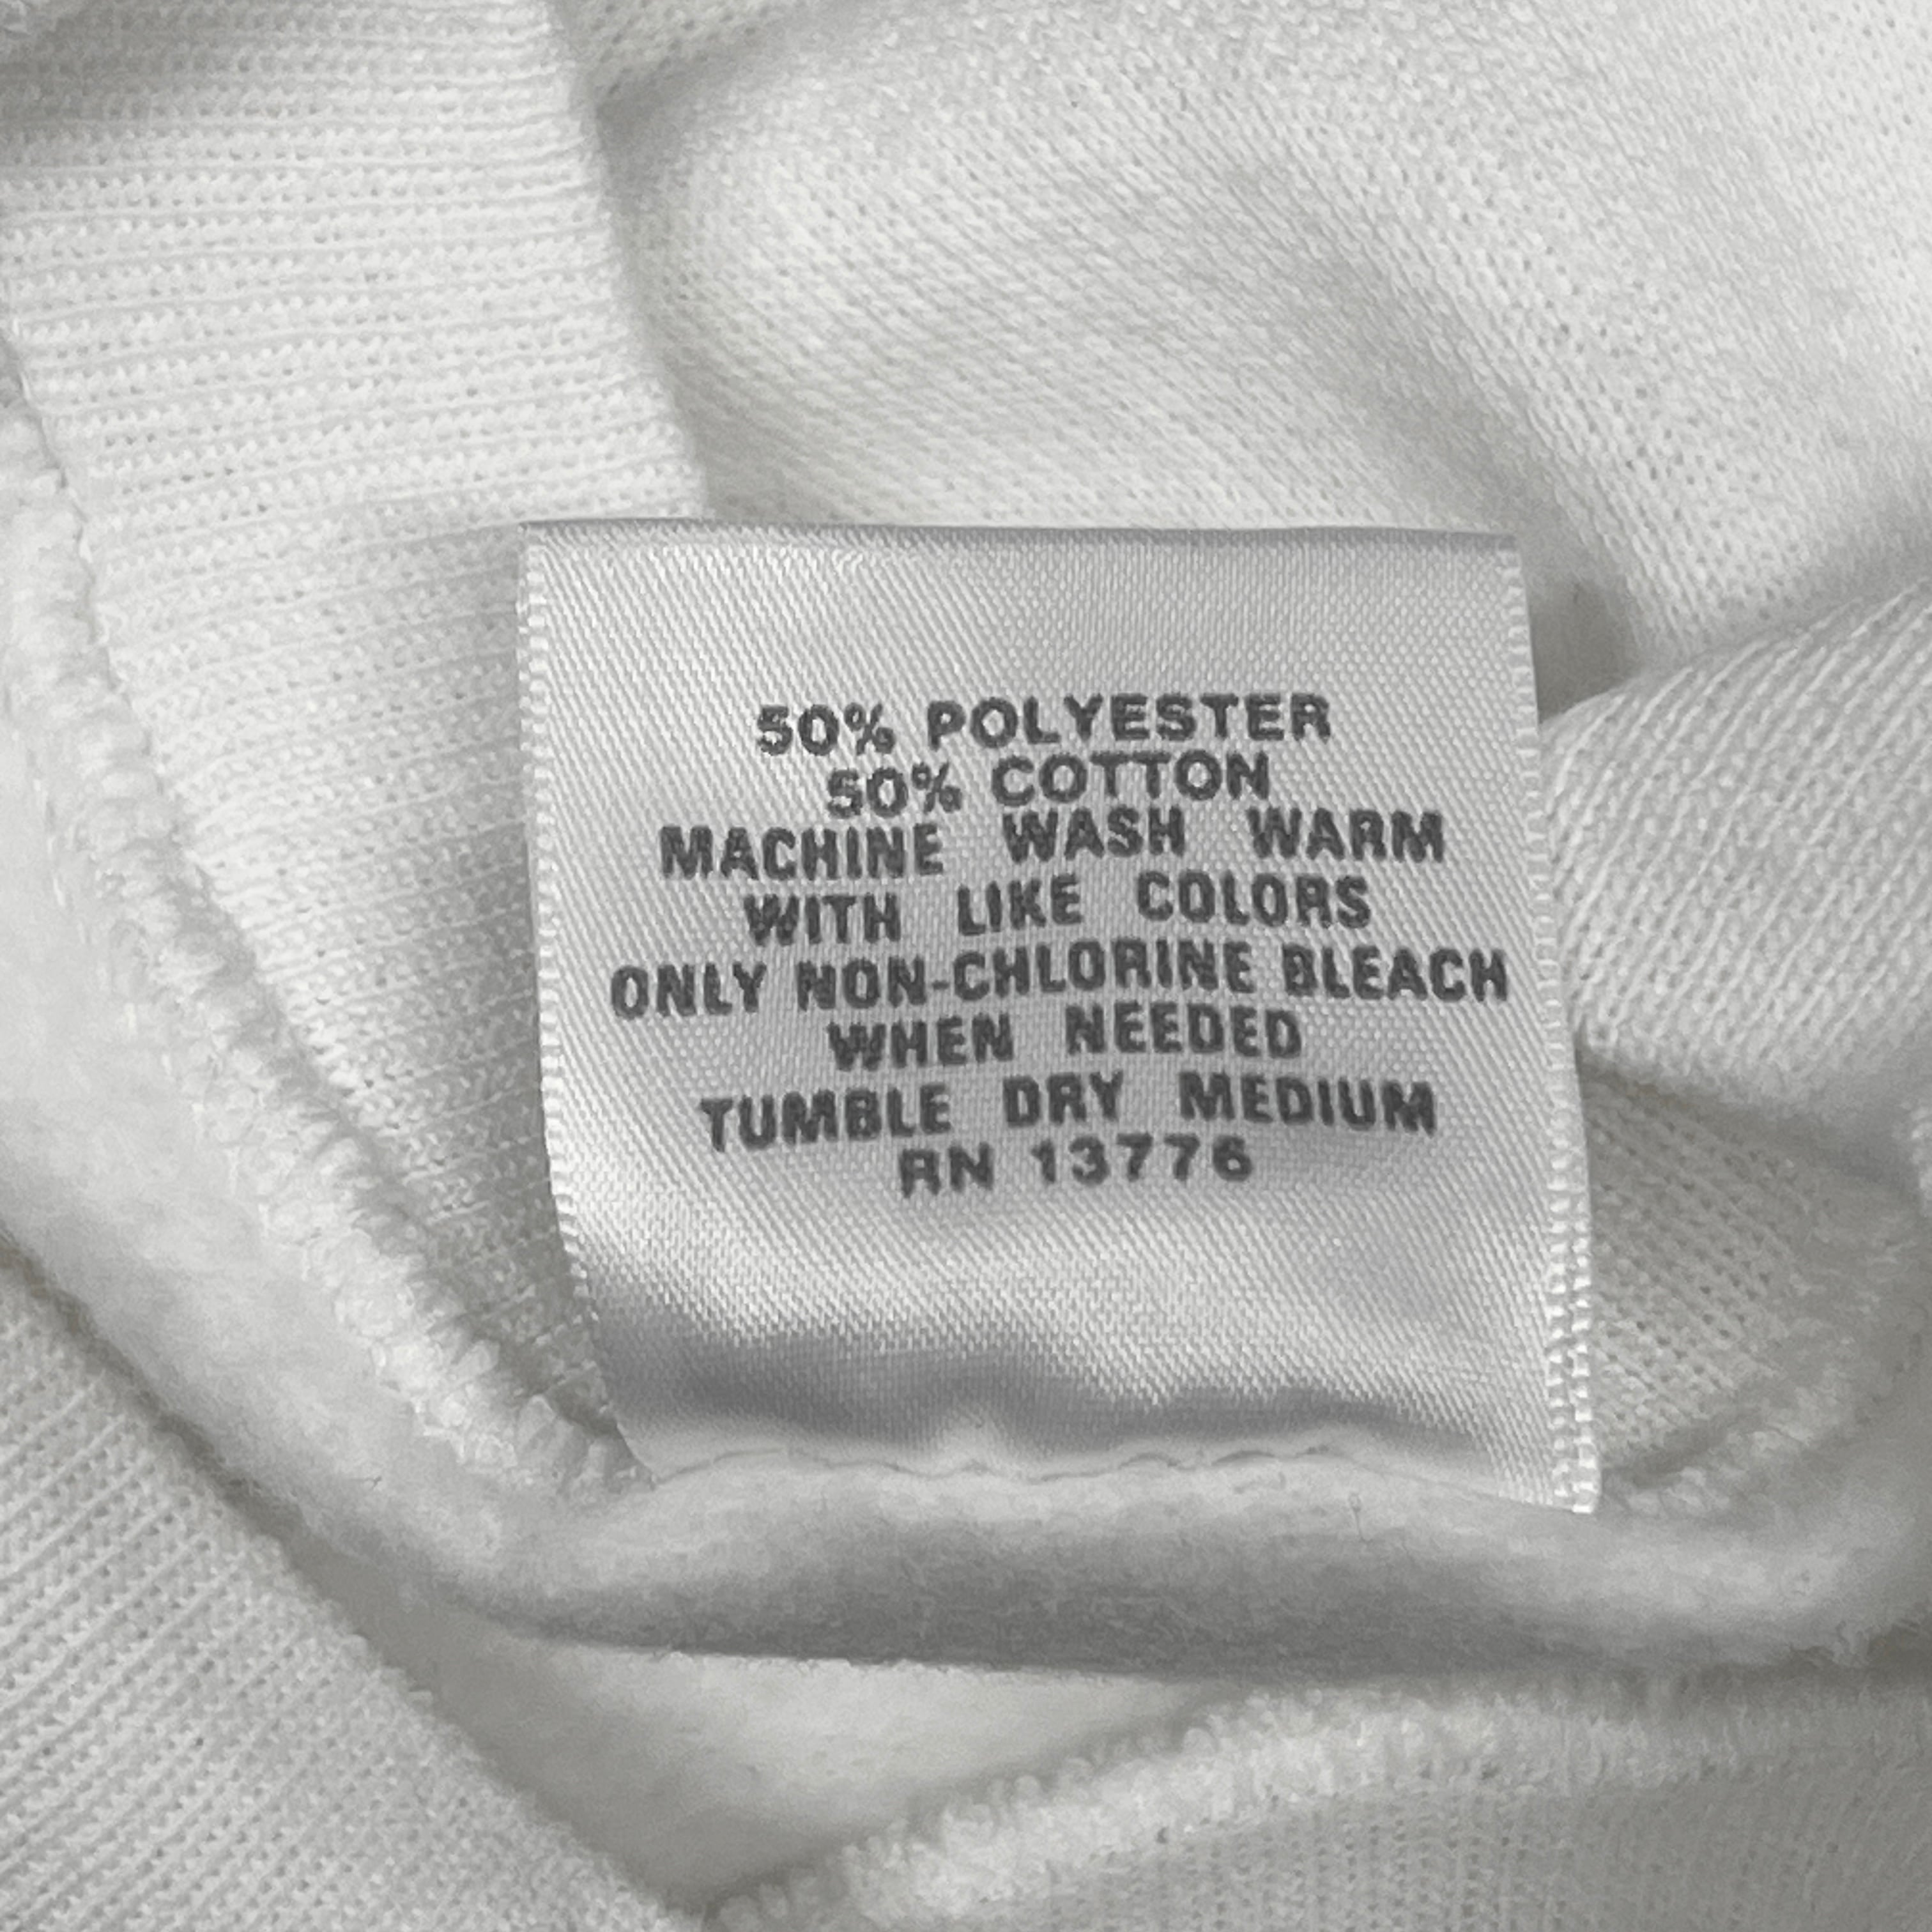 50% POLYESTER
50% COTTON
MACHINE WASH WARM
WITH LIKE COLORS
ONLY NON-CHLORINE BLEACH
WHEN NEEDED
TUMBLE DRY MEDIUM
RN 13776